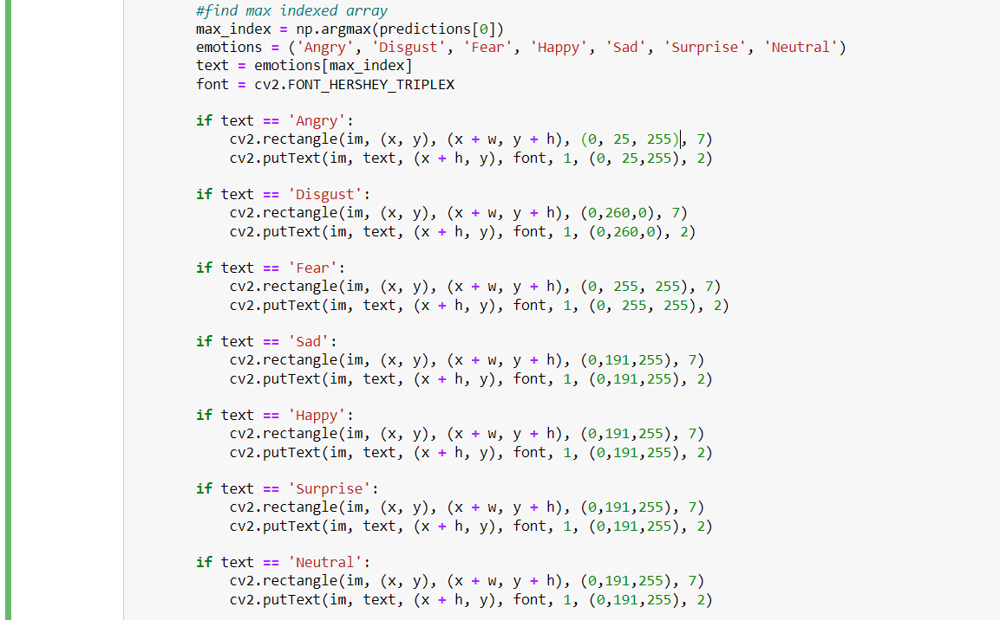 #find max indexed array
max_index = np.argmax(predictions[0])
emotions = ('Angry', 'Disgust', 'Fear', 'Happy', 'Sad', 'Surprise', 'Neutral')
text = emotions[max_index]
font = cv2.FONT_HERSHEY_TRIPLEX
if text == 'Angry':
cv2.rectangle(im, (x, y), (x + w, y + h), (0, 25, 255), 7)
cv2.putText(im, text, (x + h, y), font, 1, (0, 25,255), 2)
if text == 'Disgust':
cv2.rectangle(im, (x, y), (x + w, y + h), (0,260,0), 7)
cv2.putText(im, text, (x + h, y), font, 1, (0,260,0), 2)
if text == 'Fear':
cv2.rectangle(im, (x, y), (x + w, y + h), (0, 255, 255), 7)
cv2.putText(im, text, (x + h, y), font, 1, (0, 255, 255), 2)
if text == 'Sad':
cv2.rectangle(im, (x, y), (x + w, y + h), (0,191,255), 7)
cv2.putText(im, text, (x + h, y), font, 1, (0,191,255), 2)
if text == 'Happy':
cv2.rectangle(im, (x, y), (x + w, y + h), (0,191,255), 7)
cv2.putText(im, text, (x + h, y), font, 1, (0,191,255), 2)
if text == 'Surprise':
cv2.rectangle(im, (x, y), (x + w, y + h), (0,191,255), 7)
cv2.putText(im, text, (x + h, y), font, 1, (0,191,255), 2)
if text == 'Neutral':
cv2.rectangle(im, (x, y), (x + w, y + h), (0,191,255), 7)
cv2.putText(im, text, (x + h, y), font, 1, (0,191,255), 2)